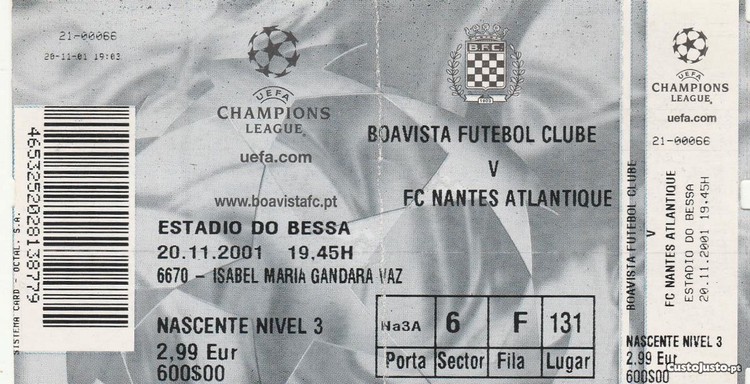 21-00066
20-11-01 19:03
UEFA
CHAMPIONS
LEAGUE
uefa.com
www.boavistafc.pt
B.F.C.
1903
BOAVISTA FUTEBOL CLUBE
V
FC NANTES ATLANTIQUE
ESTADIO DO BESSA
20.11.2001 19,45H
6670 - ISABEL MARIA GANDARA VAZ
NASCENTE NIVEL 3
2,99 Eur
600$00
Na3A 6 F 131
Porta Sector Fila Lugar
4653252028138779
SISTEMA CARD - OCTAL, S.A.
UEFA
CHAMPIONS
LEAGUE
uefa.com
21-00066
BOAVISTA FUTEBOL CLUBE
V
FC NANTES ATLANTIQUE
ESTADIO DO BESSA
20.11.2001 19,45H
NASCENTE NIVEL 3
2,99 Eur
600$00
CustoJusto.pt